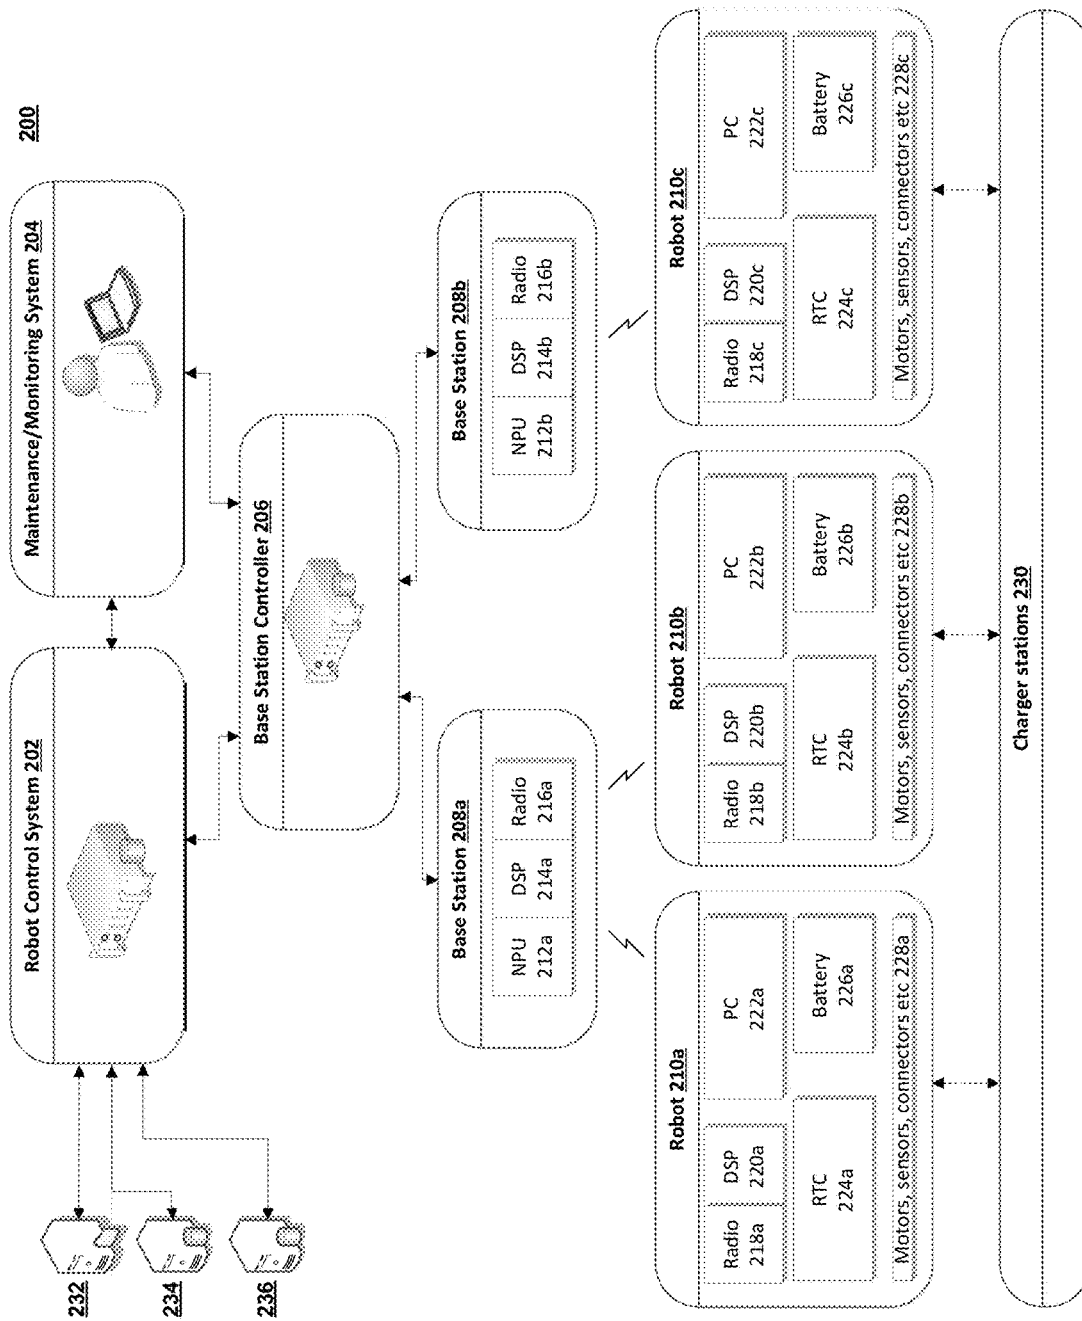 200
Robot Control System 202
Maintenance/Monitoring System 204
232
234
236
Base Station Controller 206
Base Station 208a
NPU
212a
DSP
214a
Radio
216a
Base Station 208b
NPU
212b
DSP
214b
Radio
216b
Robot 210a
Radio
218a
DSP
220a
PC
222a
RTC
224a
Battery
226a
Motors, sensors, connectors etc 228a
Robot 210b
Radio
218b
DSP
220b
PC
222b
RTC
224b
Battery
226b
Motors, sensors, connectors etc 228b
Robot 210c
Radio
218c
DSP
220c
PC
222c
RTC
224c
Battery
226c
Motors, sensors, connectors etc 228c
Charger stations 230